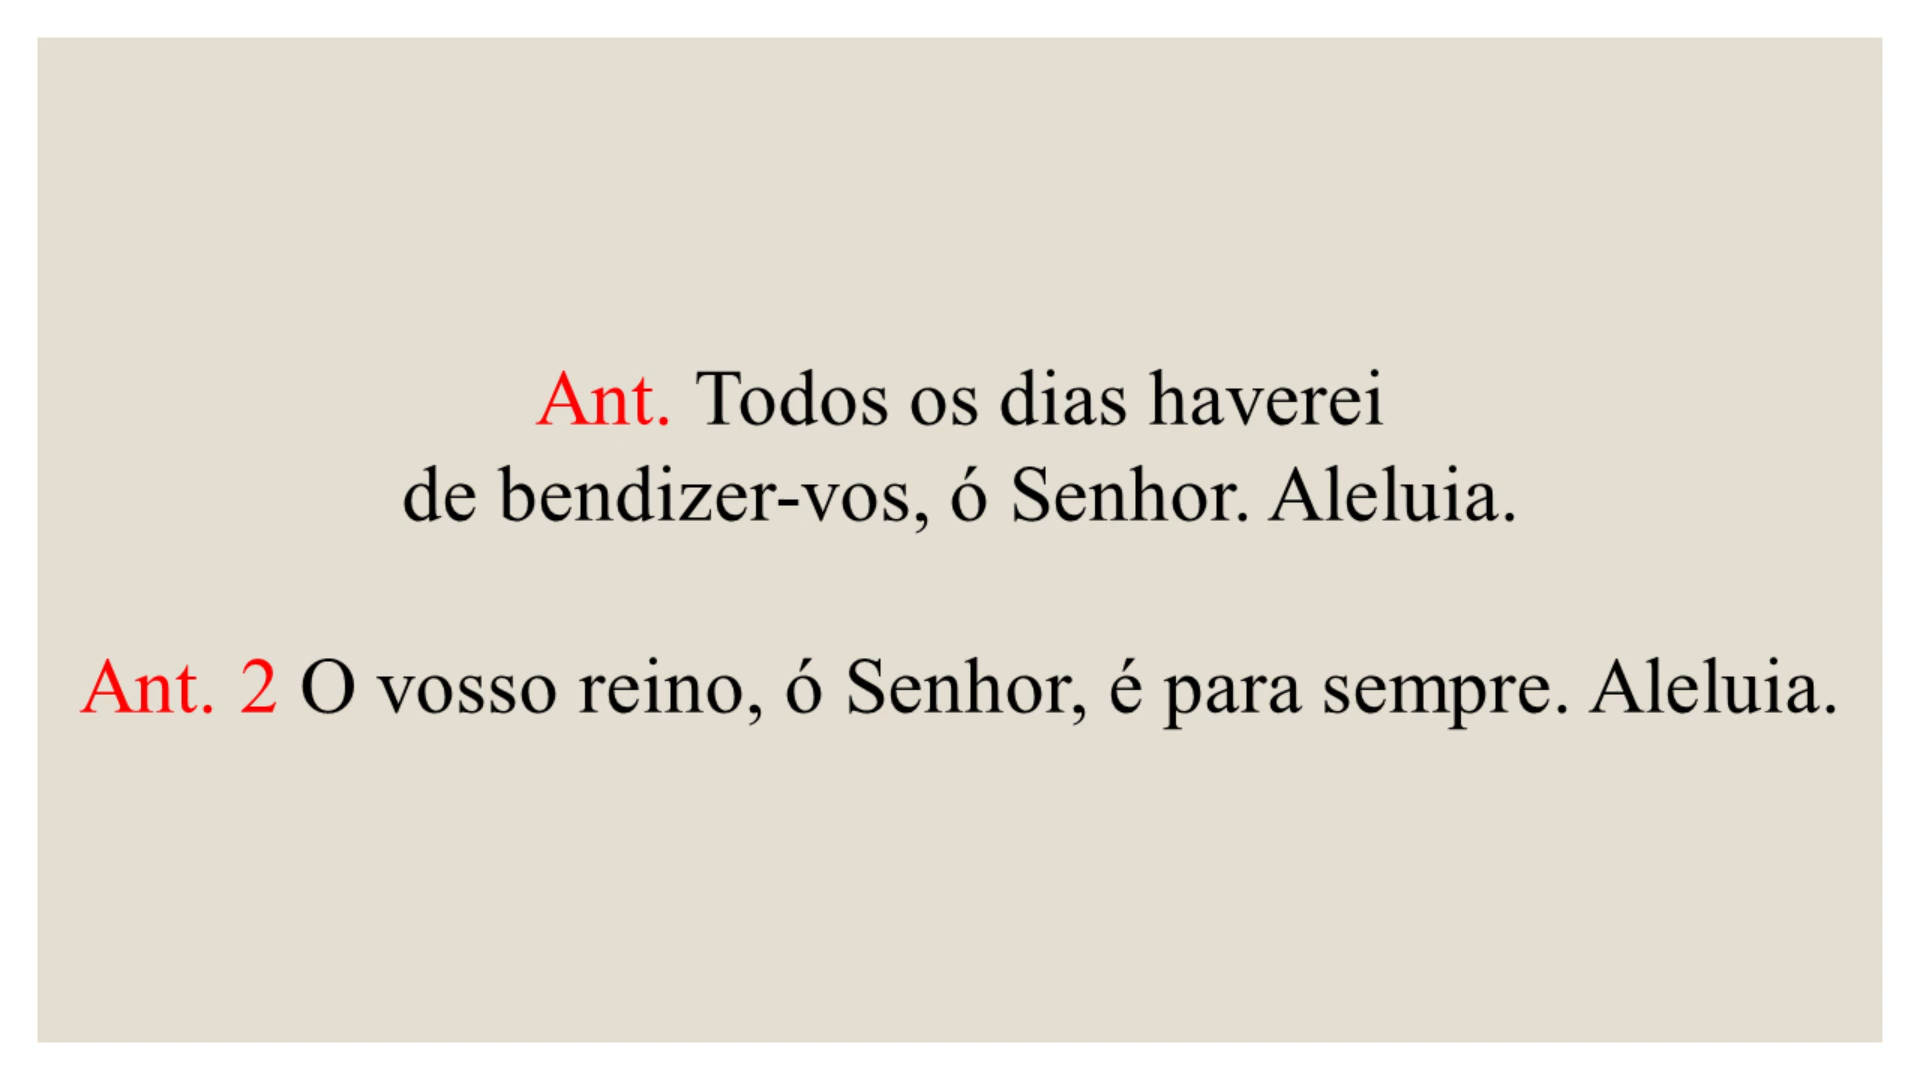 Ant. Todos os dias haverei
de bendizer-vos, ó Senhor. Aleluia.
Ant. 2 O vosso reino, ó Senhor, é para sempre. Aleluia.